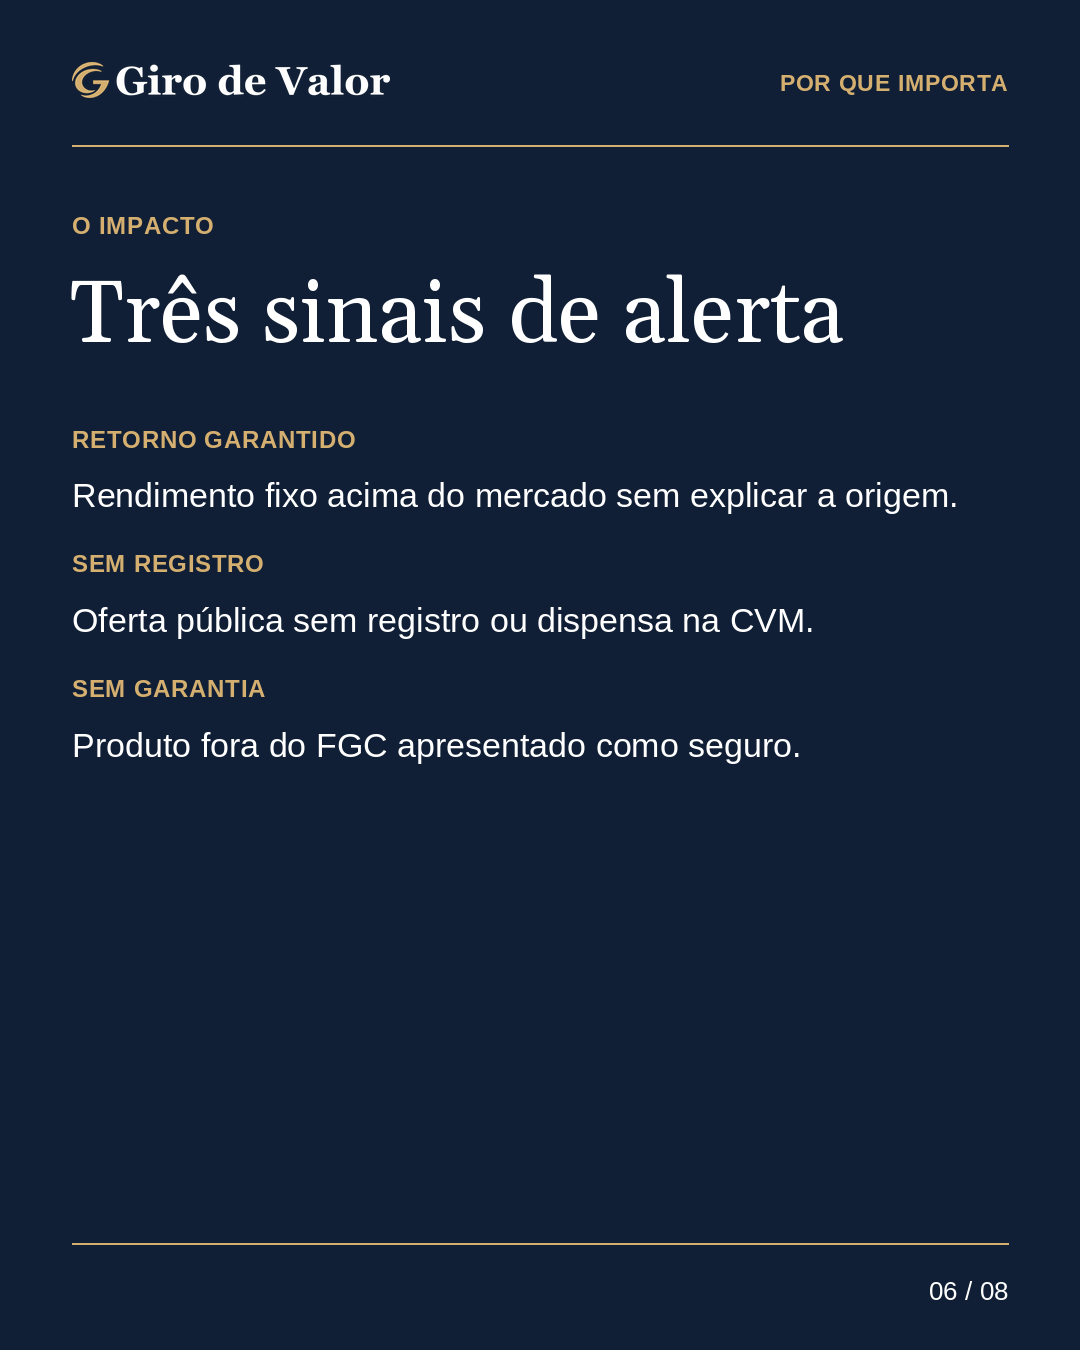 Giro de Valor
POR QUE IMPORTA
O IMPACTO
Três sinais de alerta
RETORNO GARANTIDO
Rendimento fixo acima do mercado sem explicar a origem.
SEM REGISTRO
Oferta pública sem registro ou dispensa na CVM.
SEM GARANTIA
Produto fora do FGC apresentado como seguro.
06 / 08